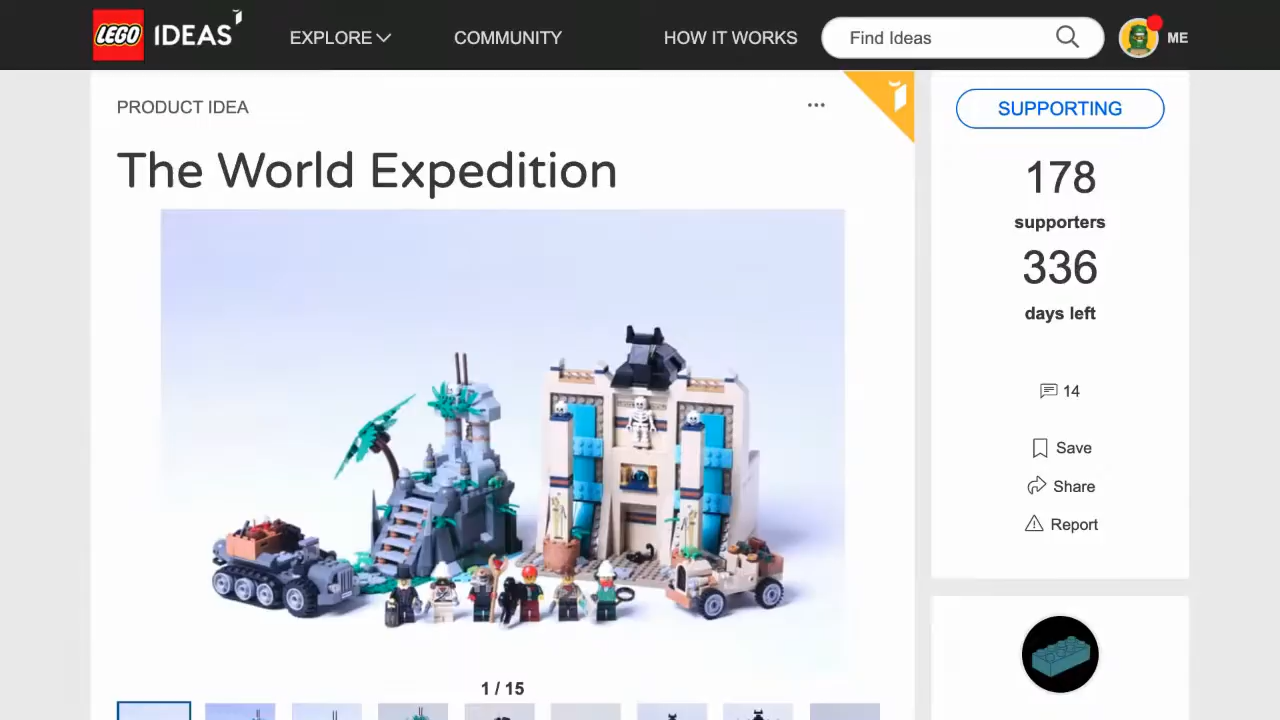 LEGO IDEAS
EXPLORE
COMMUNITY
HOW IT WORKS
Find Ideas
ME
PRODUCT IDEA
SUPPORTING
The World Expedition
178
supporters
336
days left
14
Save
Share
Report
1 / 15